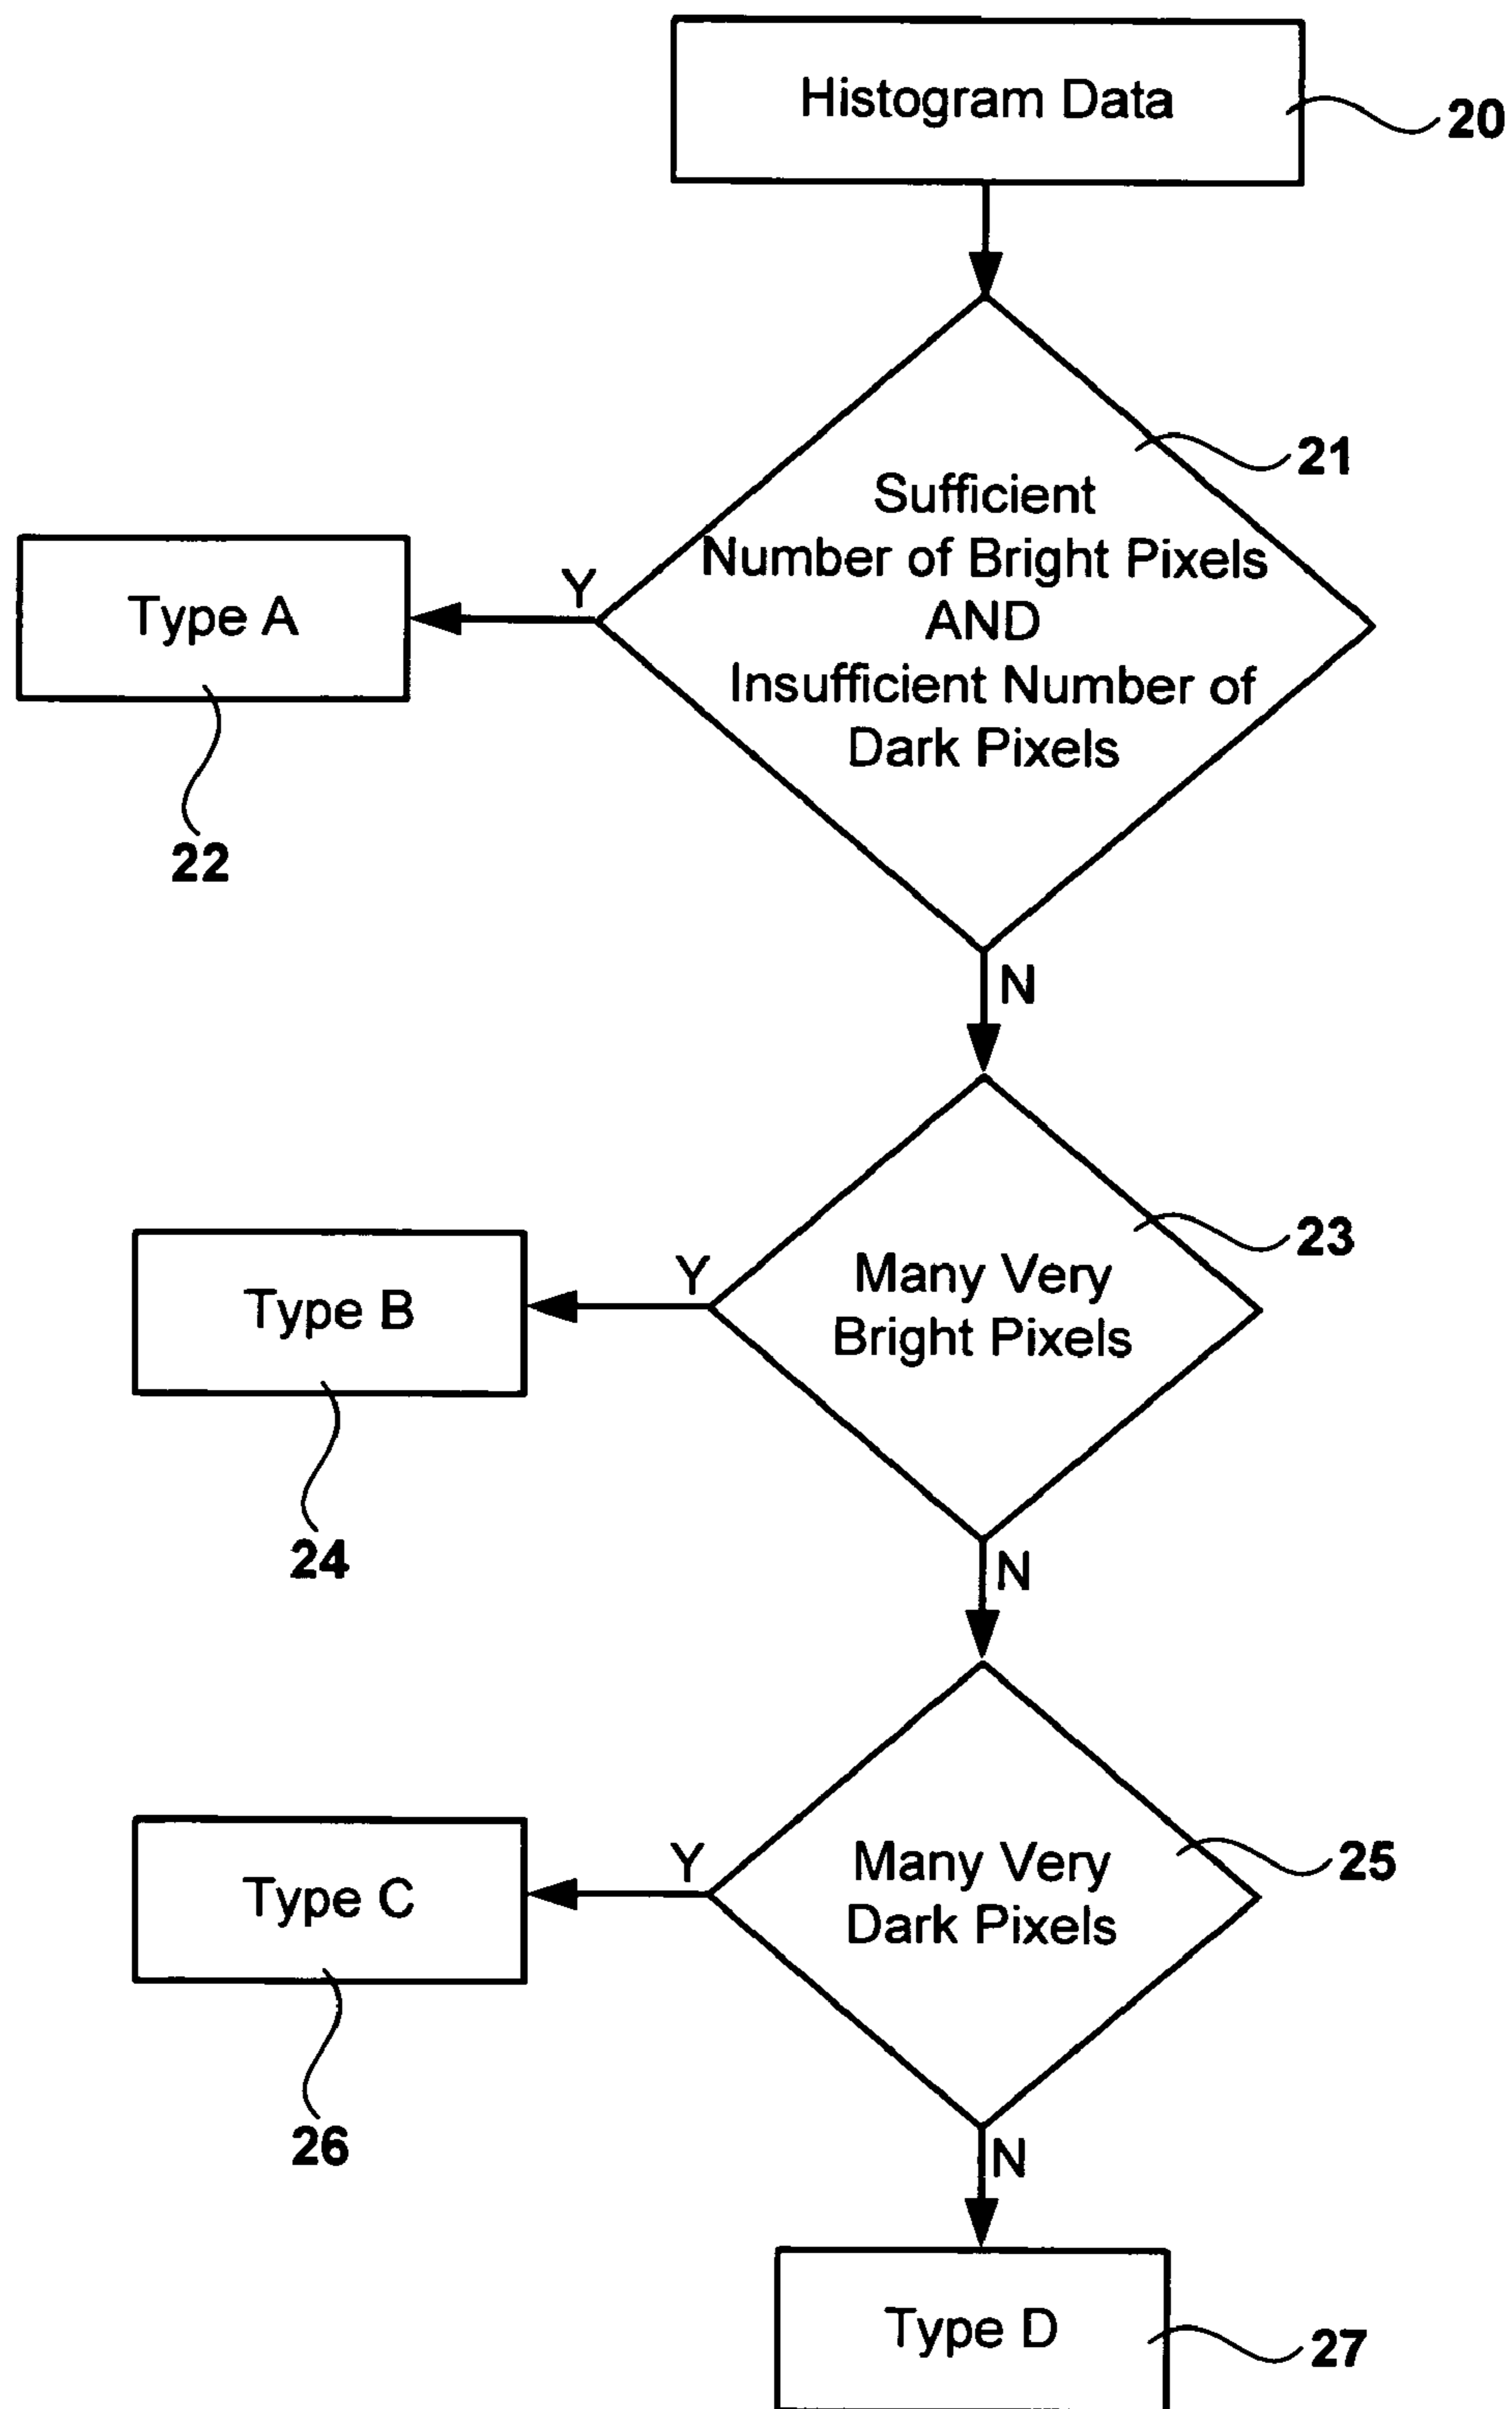 Histogram Data
20
21
Sufficient
Number of Bright Pixels
AND
Insufficient Number of
Dark Pixels
Y
Type A
22
N
23
Many Very
Bright Pixels
Y
Type B
24
N
25
Many Very
Dark Pixels
Y
Type C
26
N
Type D
27